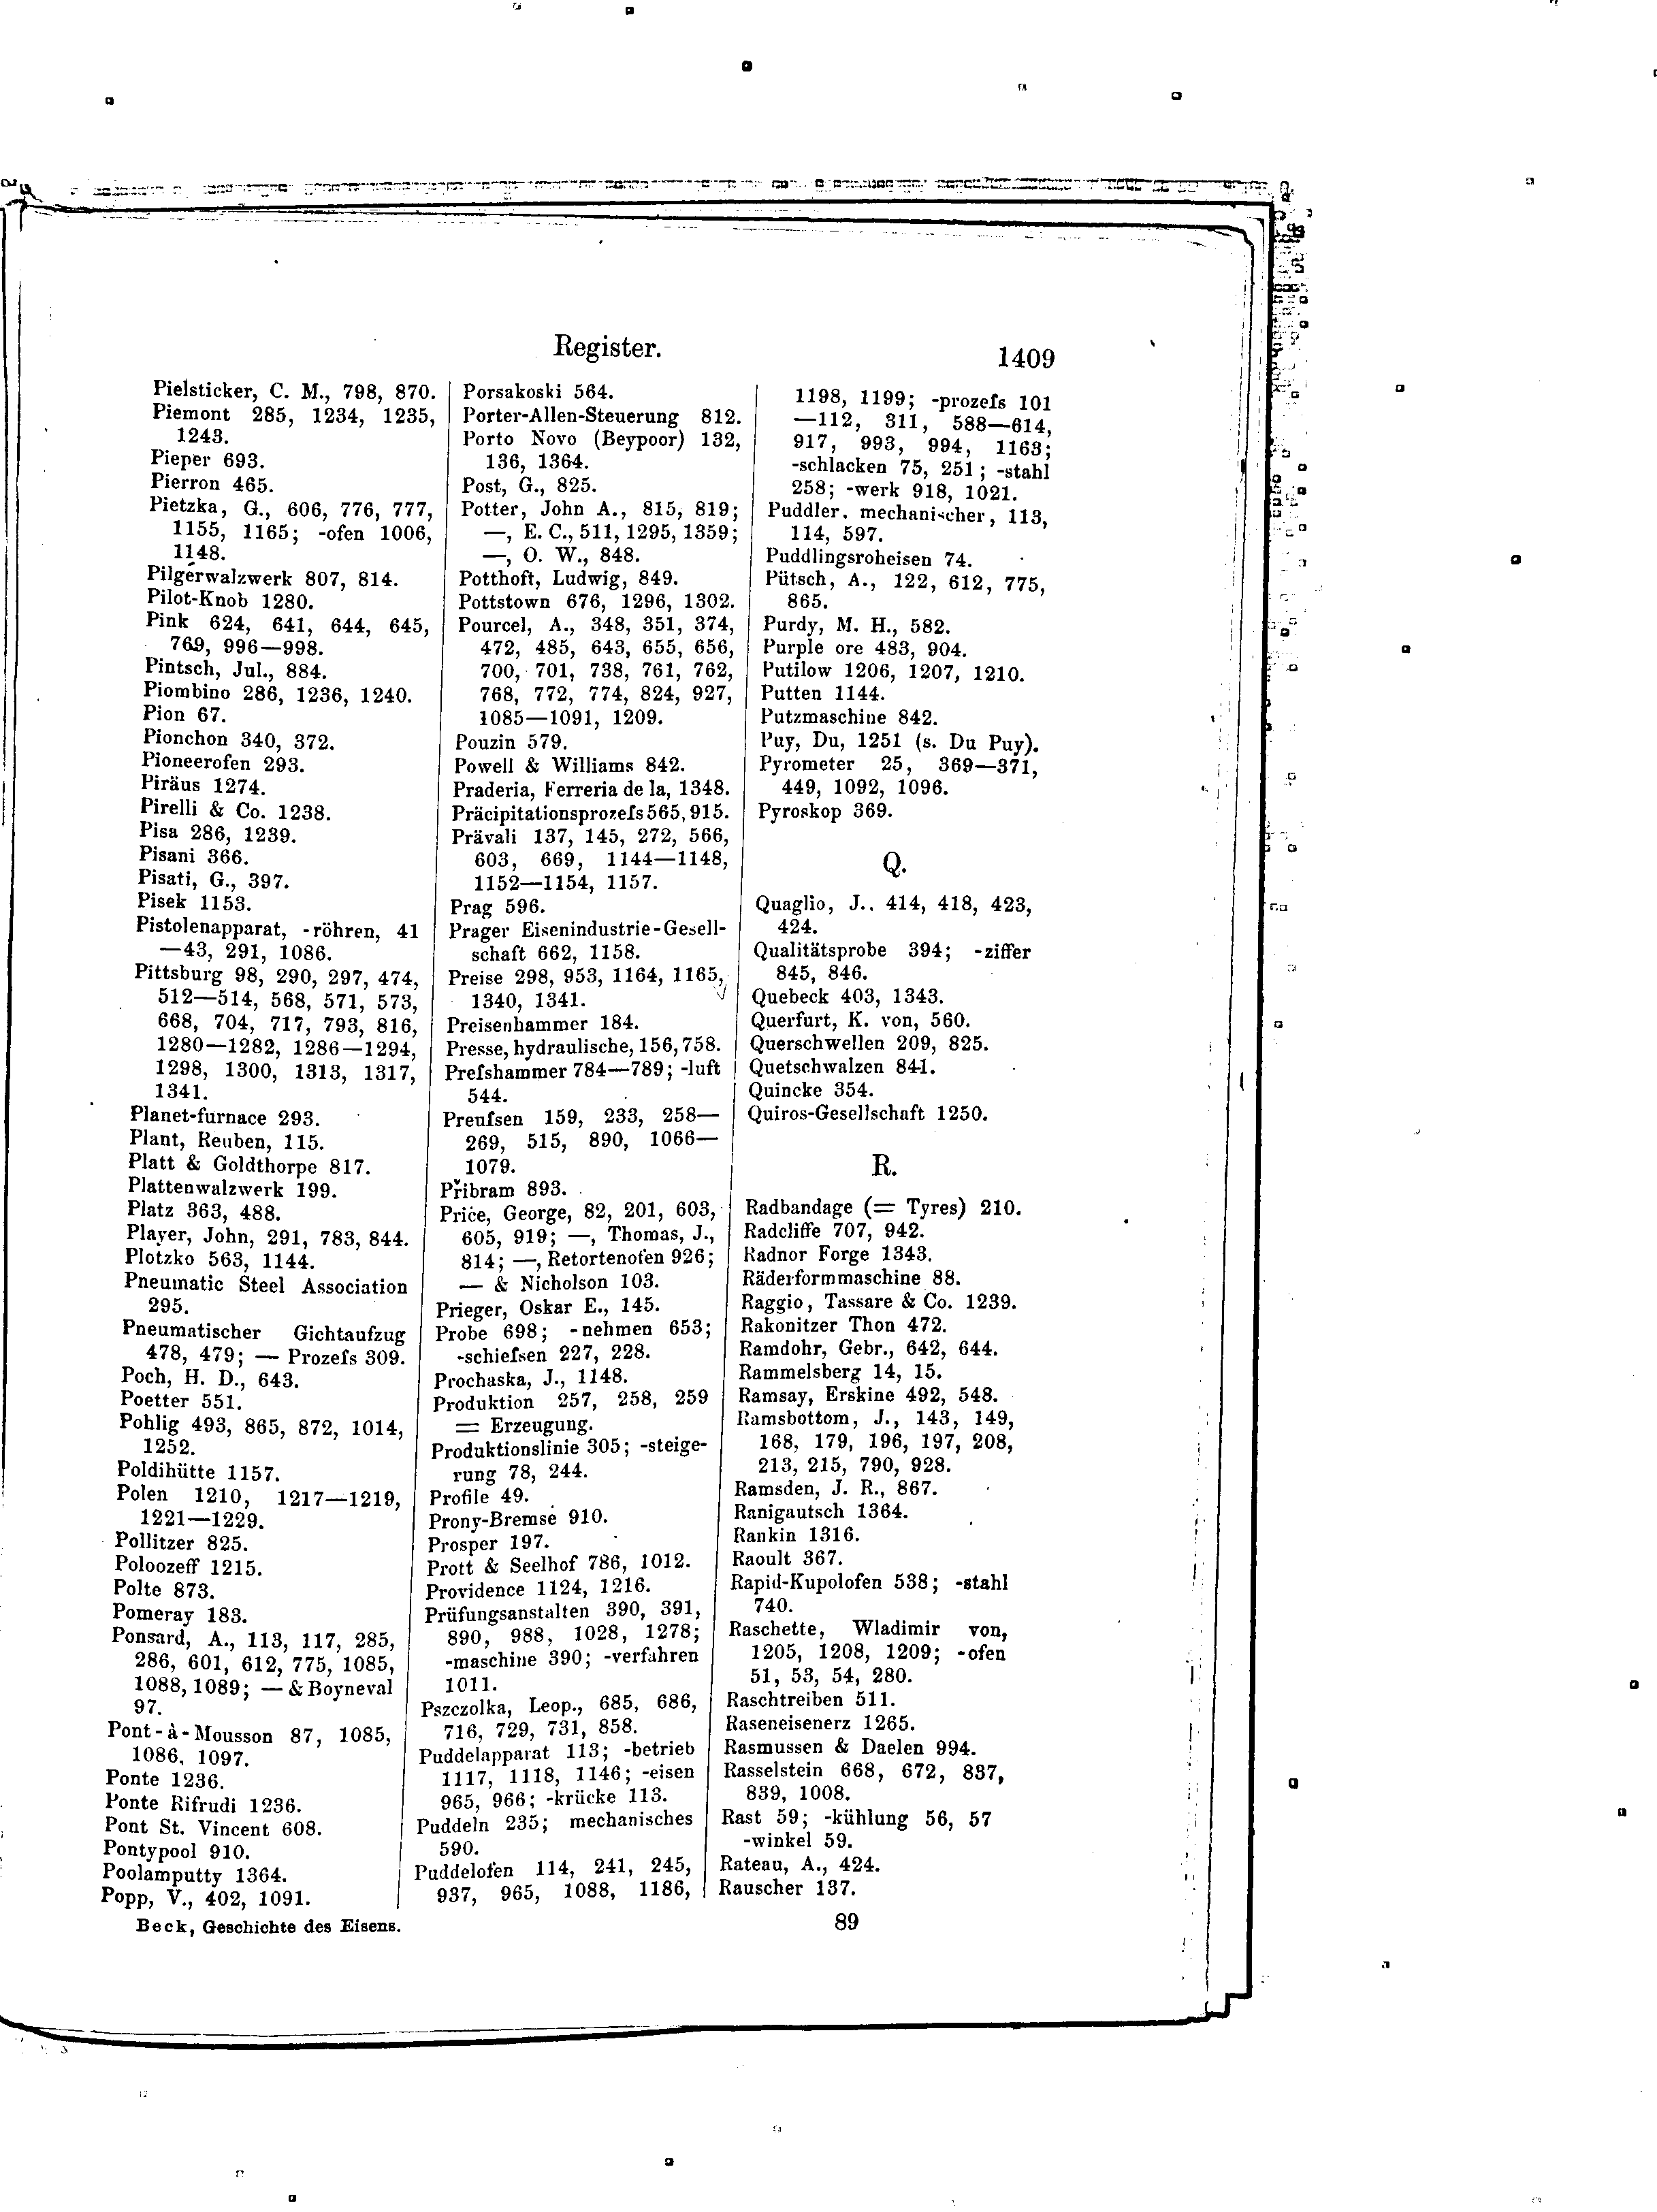 Register.
1409
Pielsticker, C. M., 798, 870.
Piemont 285, 1234, 1235,
1243.
Pieper 693.
Pierron 465.
Pietzka, G., 606, 776, 777,
1155, 1165; -ofen 1006,
1148.
Pilgerwalzwerk 807, 814.
Pilot-Knob 1280.
Pink 624, 641, 644, 645,
769, 996—998.
Pintsch, Jul., 884.
Piombino 286, 1236, 1240.
Pion 67.
Pionchon 340, 372.
Pioneerofen 293.
Piräus 1274.
Pirelli & Co. 1238.
Pisa 286, 1239.
Pisani 366.
Pisati, G., 397.
Pisek 1153.
Pistolenapparat, -röhren, 41
—43, 291, 1086.
Pittsburg 98, 290, 297, 474,
512—514, 568, 571, 573,
668, 704, 717, 793, 816,
1280—1282, 1286—1294,
1298, 1300, 1313, 1317,
1341.
Planet-furnace 293.
Plant, Reuben, 115.
Platt & Goldthorpe 817.
Plattenwalzwerk 199.
Platz 363, 488.
Player, John, 291, 783, 844.
Plotzko 563, 1144.
Pneumatic Steel Association
295.
Pneumatischer Gichtaufzug
478, 479; — Prozeſs 309.
Poch, H. D., 643.
Poetter 551.
Pohlig 493, 865, 872, 1014,
1252.
Poldihütte 1157.
Polen 1210, 1217—1219,
1221—1229.
Pollitzer 825.
Poloozeff 1215.
Polte 873.
Pomeray 183.
Ponsard, A., 113, 117, 285,
286, 601, 612, 775, 1085,
1088, 1089; — & Boyneval
97.
Pont-à-Mousson 87, 1085,
1086, 1097.
Ponte 1236.
Ponte Rifrudi 1236.
Pont St. Vincent 608.
Pontypool 910.
Poolamputty 1364.
Popp, V., 402, 1091.
Porsakoski 564.
Porter-Allen-Steuerung 812.
Porto Novo (Beypoor) 132,
136, 1364.
Post, G., 825.
Potter, John A., 815, 819;
—, E. C., 511, 1295, 1359;
—, O. W., 848.
Potthoft, Ludwig, 849.
Pottstown 676, 1296, 1302.
Pourcel, A., 348, 351, 374,
472, 485, 643, 655, 656,
700, 701, 738, 761, 762,
768, 772, 774, 824, 927,
1085—1091, 1209.
Pouzin 579.
Powell & Williams 842.
Praderia, Ferreria de la, 1348.
Präcipitationsprozeſs 565, 915.
Prävali 137, 145, 272, 566,
603, 669, 1144—1148,
1152—1154, 1157.
Prag 596.
Prager Eisenindustrie-Gesell-
schaft 662, 1158.
Preise 298, 953, 1164, 1165,
1340, 1341.
Preisenhammer 184.
Presse, hydraulische, 156, 758.
Preſshammer 784—789; -luft
544.
Preuſsen 159, 233, 258—
269, 515, 890, 1066—
1079.
Přibram 893.
Price, George, 82, 201, 603,
605, 919; —, Thomas, J.,
814; —, Retortenofen 926;
— & Nicholson 103.
Prieger, Oskar E., 145.
Probe 698; -nehmen 653;
-schieſsen 227, 228.
Prochaska, J., 1148.
Produktion 257, 258, 259
= Erzeugung.
Produktionslinie 305; -steige-
rung 78, 244.
Profile 49.
Prony-Bremse 910.
Prosper 197.
Prott & Seelhof 786, 1012.
Providence 1124, 1216.
Prüfungsanstalten 390, 391,
890, 988, 1028, 1278;
-maschine 390; -verfahren
1011.
Pszczolka, Leop., 685, 686,
716, 729, 731, 858.
Puddelapparat 113; -betrieb
1117, 1118, 1146; -eisen
965, 966; -krücke 113.
Puddeln 235; mechanisches
590.
Puddelofen 114, 241, 245,
937, 965, 1088, 1186,
1198, 1199; -prozeſs 101
—112, 311, 588—614,
917, 993, 994, 1163;
-schlacken 75, 251; -stahl
258; -werk 918, 1021.
Puddler. mechanischer, 113,
114, 597.
Puddlingsroheisen 74.
Pütsch, A., 122, 612, 775,
865.
Purdy, M. H., 582.
Purple ore 483, 904.
Putilow 1206, 1207, 1210.
Putten 1144.
Putzmaschine 842.
Puy, Du, 1251 (s. Du Puy).
Pyrometer 25, 369—371,
449, 1092, 1096.
Pyroskop 369.
Q.
Quaglio, J.. 414, 418, 423,
424.
Qualitätsprobe 394; -ziffer
845, 846.
Quebeck 403, 1343.
Querfurt, K. von, 560.
Querschwellen 209, 825.
Quetschwalzen 841.
Quincke 354.
Quiros-Gesellschaft 1250.
R.
Radbandage (= Tyres) 210.
Radcliffe 707, 942.
Radnor Forge 1343.
Räderformmaschine 88.
Raggio, Tassare & Co. 1239.
Rakonitzer Thon 472.
Ramdohr, Gebr., 642, 644.
Rammelsberg 14, 15.
Ramsay, Erskine 492, 548.
Ramsbottom, J., 143, 149,
168, 179, 196, 197, 208,
213, 215, 790, 928.
Ramsden, J. R., 867.
Ranigautsch 1364.
Rankin 1316.
Raoult 367.
Rapid-Kupolofen 538; -stahl
740.
Raschette, Wladimir von,
1205, 1208, 1209; -ofen
51, 53, 54, 280.
Raschtreiben 511.
Raseneisenerz 1265.
Rasmussen & Daelen 994.
Rasselstein 668, 672, 837,
839, 1008.
Rast 59; -kühlung 56, 57
-winkel 59.
Rateau, A., 424.
Rauscher 137.
Beck, Geschichte des Eisens.
89